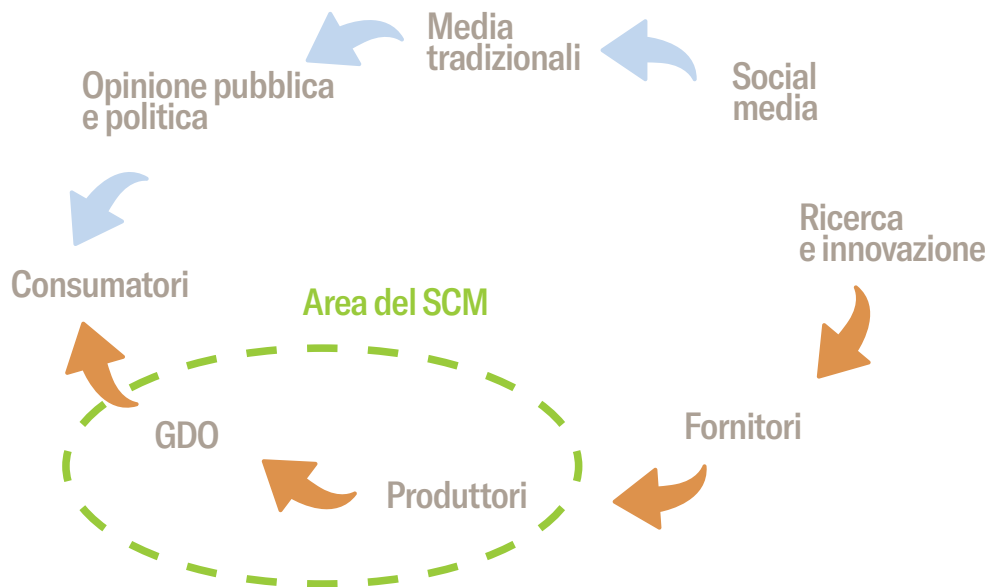 Media
tradizionali
Social
media
Opinione pubblica
e politica
Ricerca
e innovazione
Consumatori
Area del SCM
Fornitori
GDO
Produttori